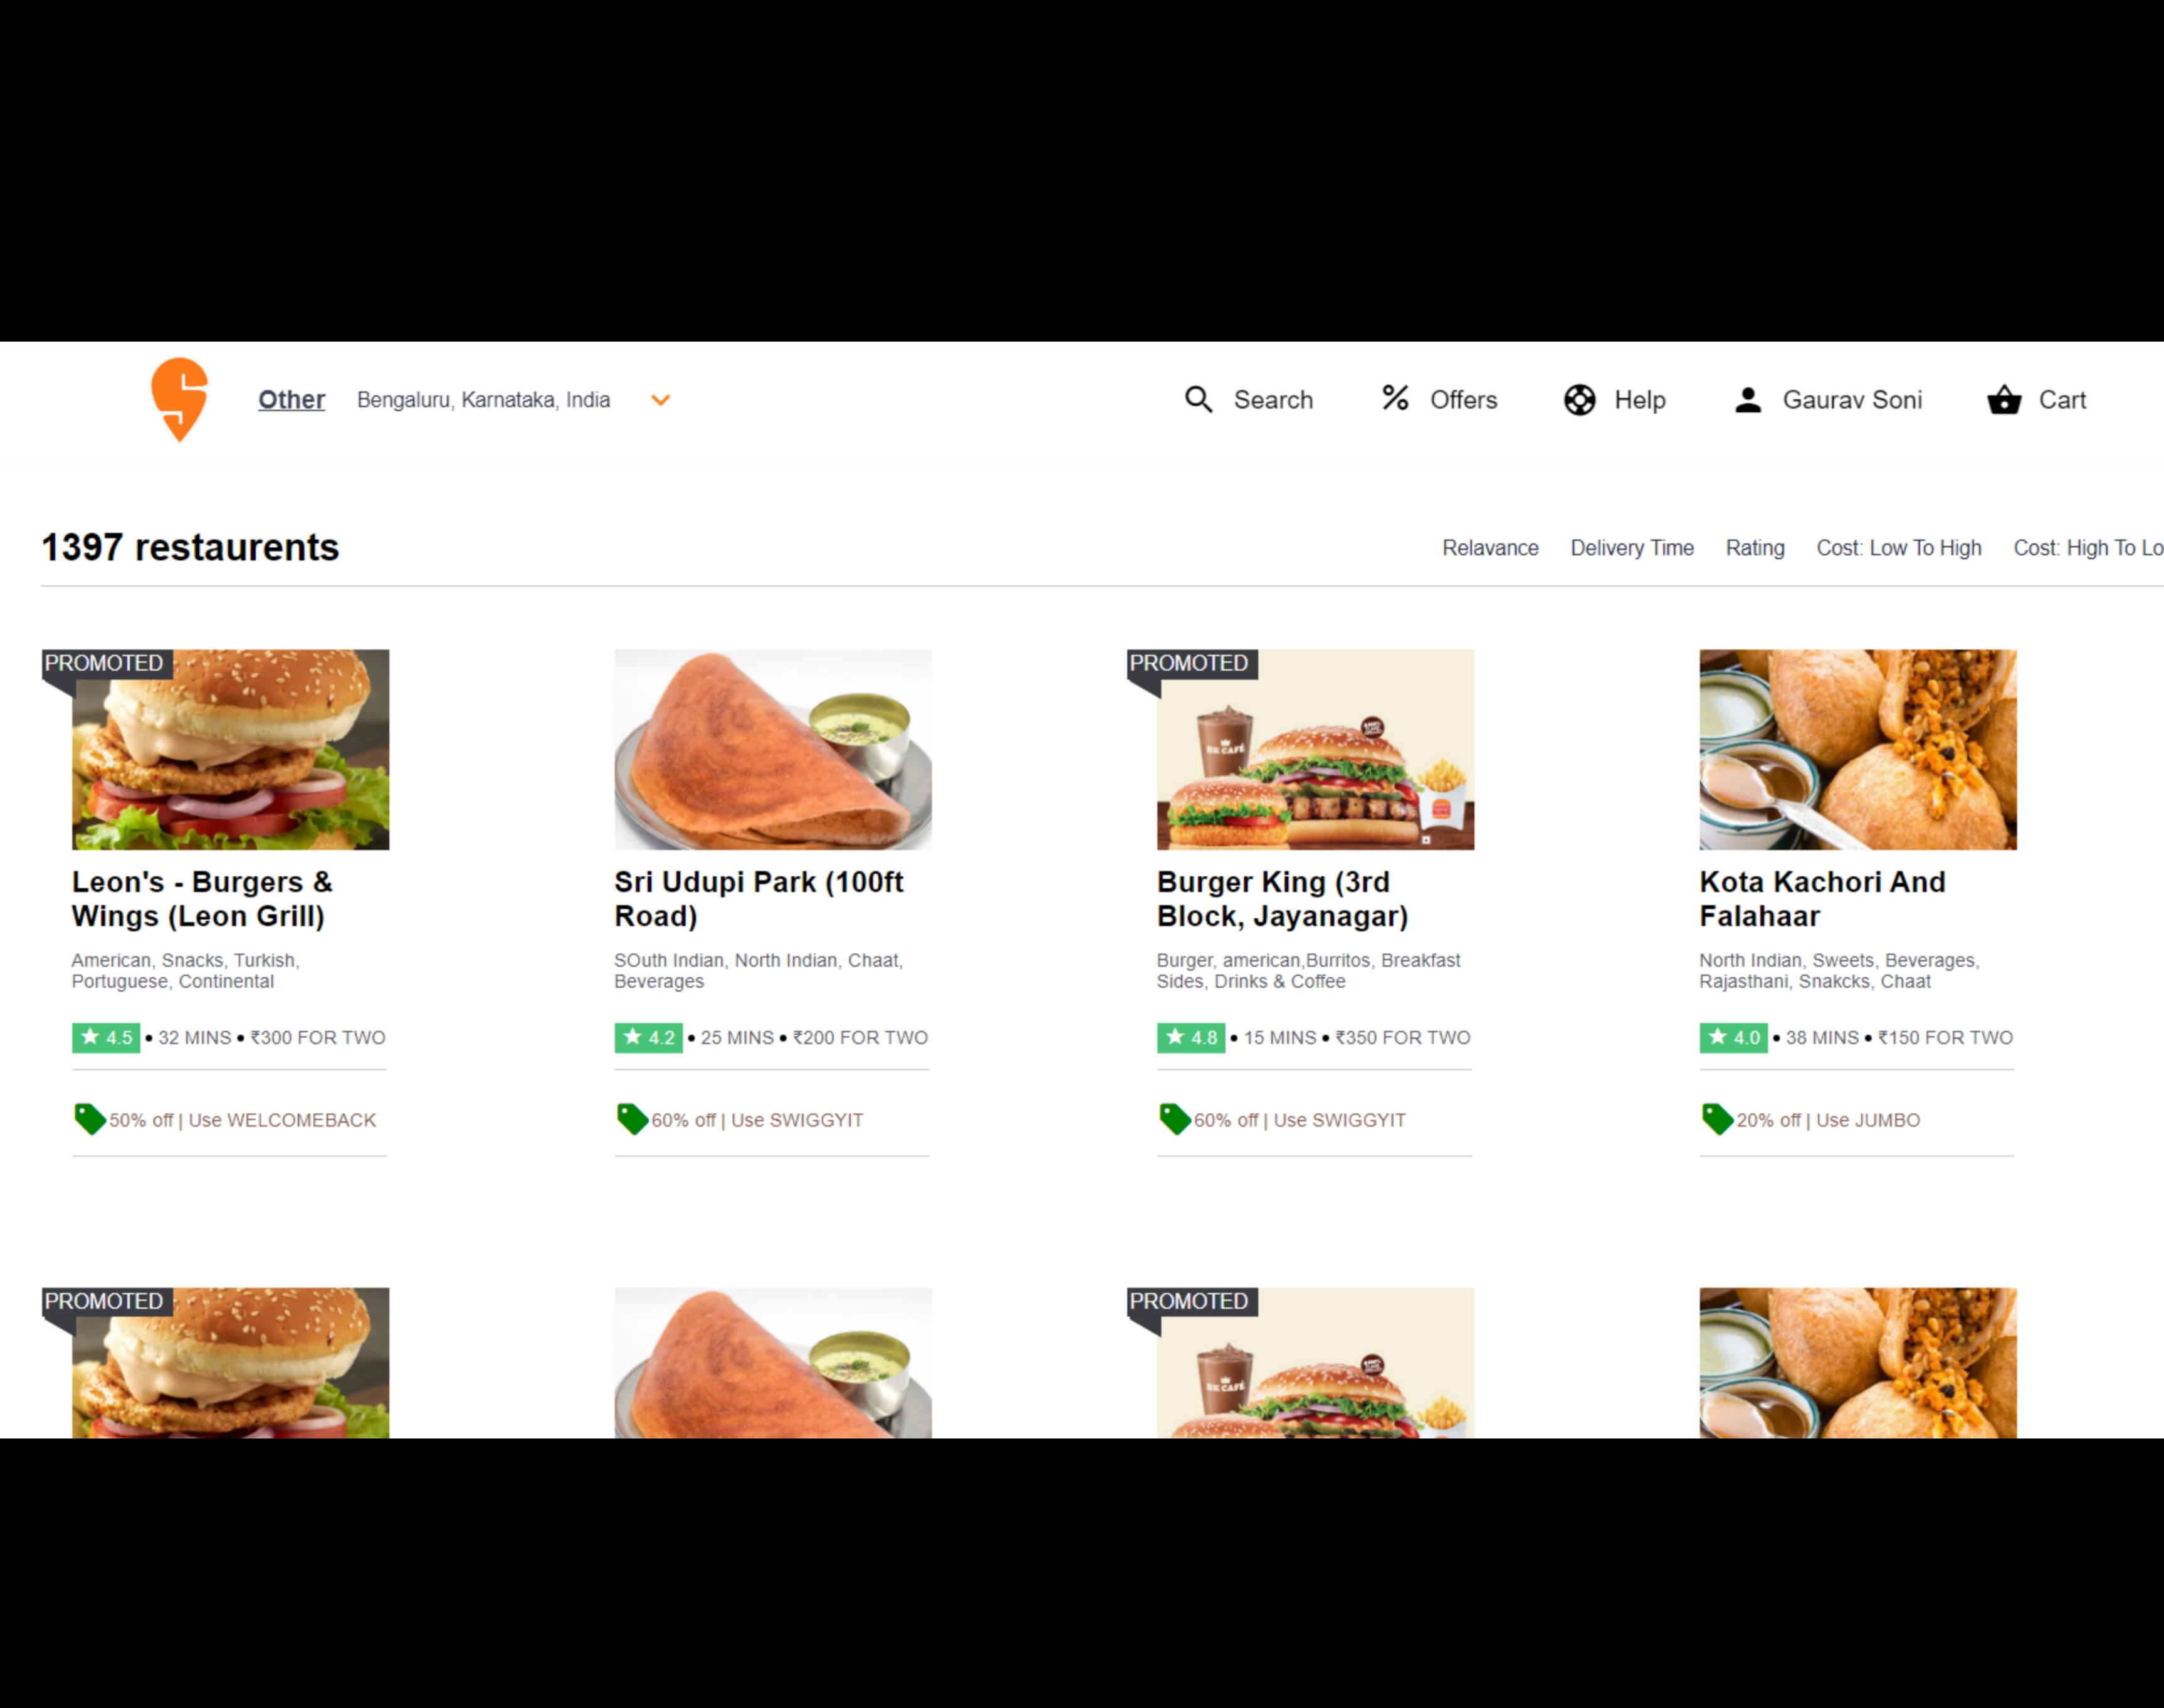 Other Bengaluru, Karnataka, India Search Offers Help Gaurav Soni Cart
1397 restaurents
Relavance Delivery Time Rating Cost: Low To High Cost: High To Lo
PROMOTED
Leon's - Burgers &
Wings (Leon Grill)
American, Snacks, Turkish,
Portuguese, Continental
★ 4.5 • 32 MINS • ₹300 FOR TWO
50% off | Use WELCOMEBACK
Sri Udupi Park (100ft
Road)
SOuth Indian, North Indian, Chaat,
Beverages
★ 4.2 • 25 MINS • ₹200 FOR TWO
60% off | Use SWIGGYIT
PROMOTED
BK CAFÉ
Burger King (3rd
Block, Jayanagar)
Burger, american,Burritos, Breakfast
Sides, Drinks & Coffee
★ 4.8 • 15 MINS • ₹350 FOR TWO
60% off | Use SWIGGYIT
Kota Kachori And
Falahaar
North Indian, Sweets, Beverages,
Rajasthani, Snakcks, Chaat
★ 4.0 • 38 MINS • ₹150 FOR TWO
20% off | Use JUMBO
PROMOTED
PROMOTED
BK CAFÉ